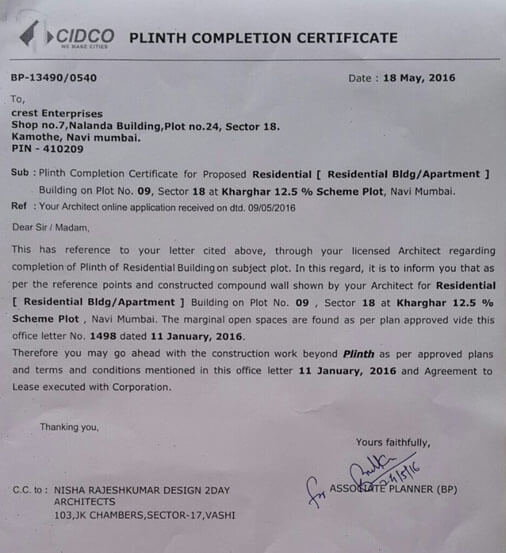 CIDCO PLINTH COMPLETION CERTIFICATE
WE MAKE CITIES
BP-13490/0540 Date : 18 May, 2016
To,
crest Enterprises
Shop no.7,Nalanda Building,Plot no.24, Sector 18.
Kamothe, Navi mumbai.
PIN - 410209
Sub : Plinth Completion Certificate for Proposed Residential [ Residential Bldg/Apartment ]
Building on Plot No. 09, Sector 18 at Kharghar 12.5 % Scheme Plot, Navi Mumbai.
Ref : Your Architect online application received on dtd. 09/05/2016
Dear Sir / Madam,
This has reference to your letter cited above, through your licensed Architect regarding
completion of Plinth of Residential Building on subject plot. In this regard, it is to inform you that as
per the reference points and constructed compound wall shown by your Architect for Residential
[ Residential Bldg/Apartment ] Building on Plot No. 09 , Sector 18 at Kharghar 12.5 %
Scheme Plot , Navi Mumbai. The marginal open spaces are found as per plan approved vide this
office letter No. 1498 dated 11 January, 2016.
Therefore you may go ahead with the construction work beyond Plinth as per approved plans
and terms and conditions mentioned in this office letter 11 January, 2016 and Agreement to
Lease executed with Corporation.
Thanking you,
Yours faithfully,
24/5/16
for ASSOCIATE PLANNER (BP)
C.C. to : NISHA RAJESHKUMAR DESIGN 2DAY
ARCHITECTS
103,JK CHAMBERS,SECTOR-17,VASHI